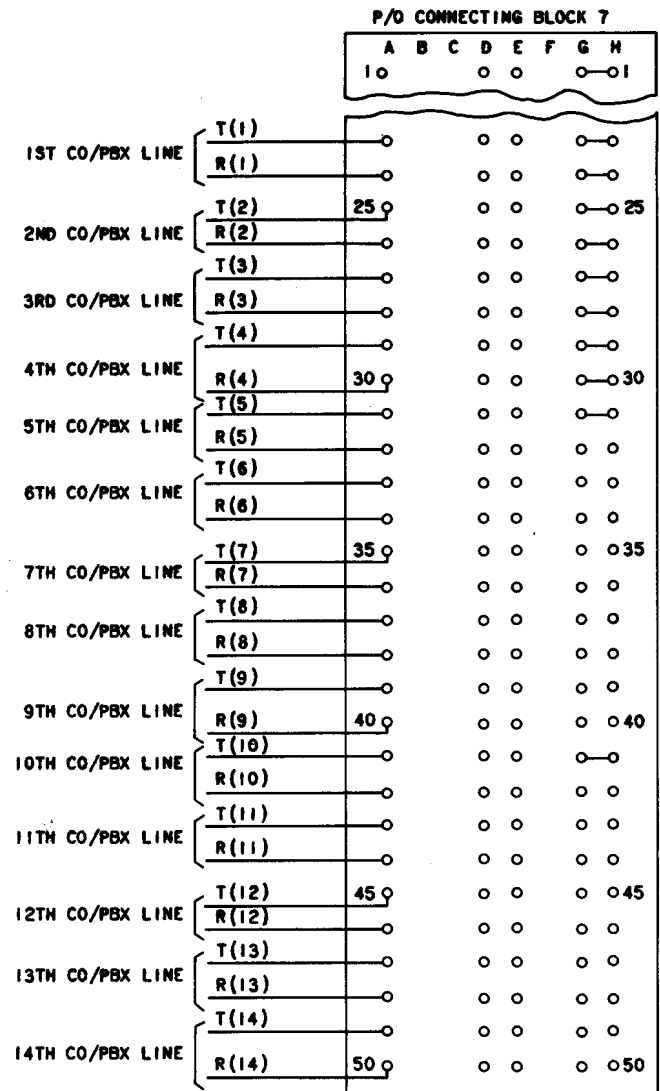 P/O CONNECTING BLOCK 7
A B C D E F G H
1 1
T(1)
1ST CO/PBX LINE
R(1)
T(2) 25 25
2ND CO/PBX LINE
R(2)
T(3)
3RD CO/PBX LINE
R(3)
T(4)
4TH CO/PBX LINE
R(4) 30 30
T(5)
5TH CO/PBX LINE
R(5)
T(6)
6TH CO/PBX LINE
R(6)
T(7) 35 35
7TH CO/PBX LINE
R(7)
T(8)
8TH CO/PBX LINE
R(8)
T(9)
9TH CO/PBX LINE
R(9) 40 40
T(10)
10TH CO/PBX LINE
R(10)
T(11)
11TH CO/PBX LINE
R(11)
T(12) 45 45
12TH CO/PBX LINE
R(12)
T(13)
13TH CO/PBX LINE
R(13)
T(14)
14TH CO/PBX LINE
R(14) 50 50